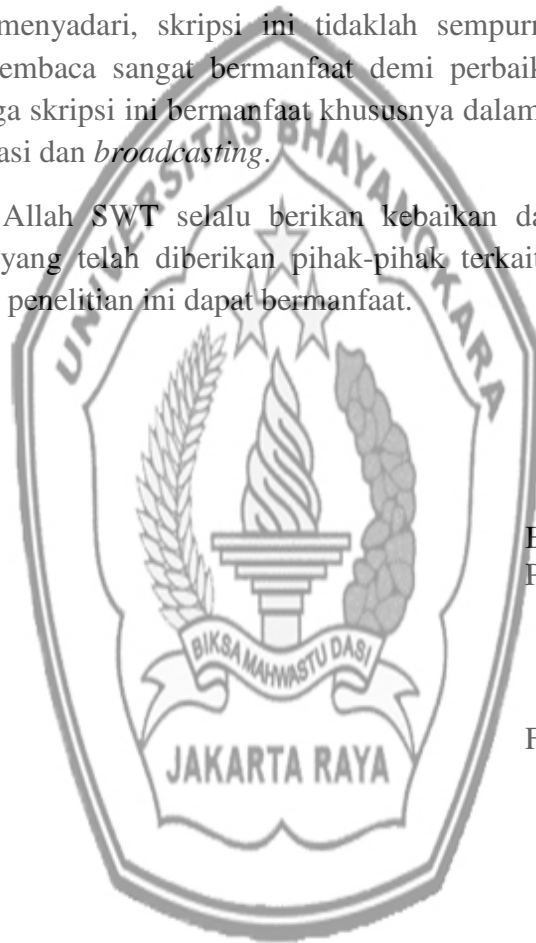 menyadari, skripsi ini tidaklah sempurn
embaca sangat bermanfaat demi perbaik
ga skripsi ini bermanfaat khususnya dalam
asi dan broadcasting.
Allah SWT selalu berikan kebaikan da
yang telah diberikan pihak-pihak terkait
penelitian ini dapat bermanfaat.
UNIVERSITAS BHAYANGKARA
BIKSA MAHWASTU DASI
JAKARTA RAYA